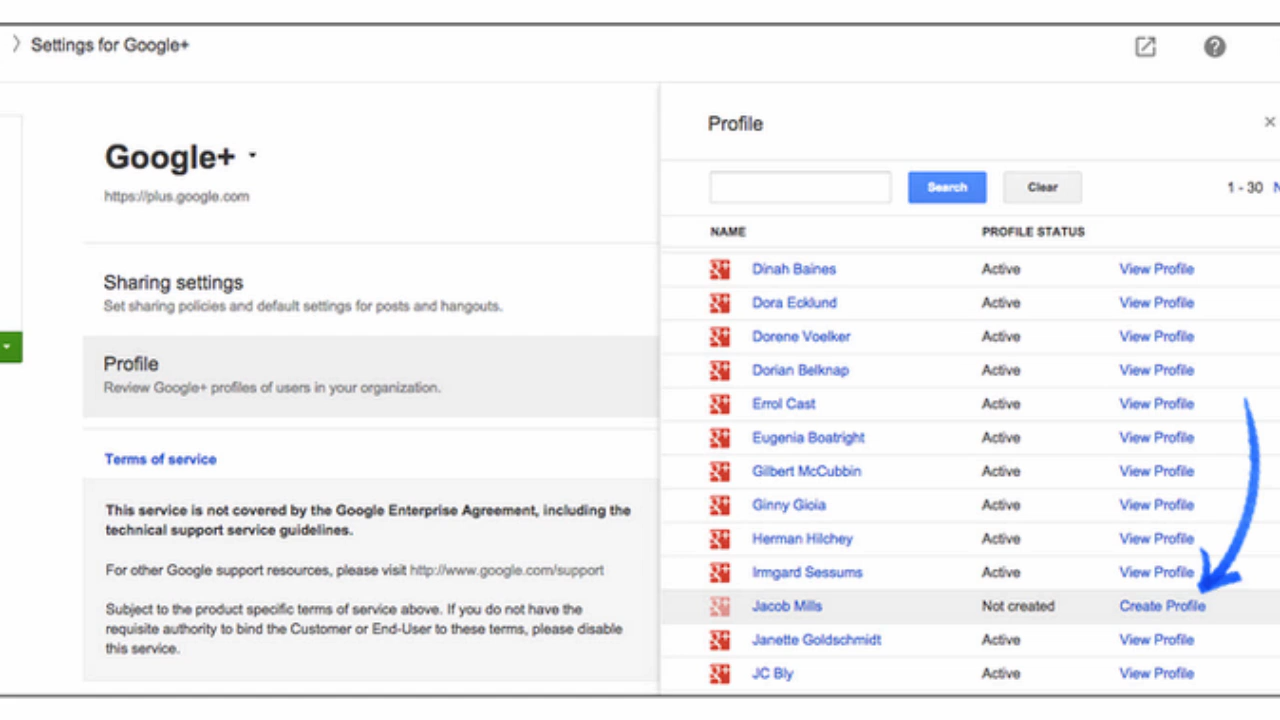 Settings for Google+
Google+
https://plus.google.com
Sharing settings
Set sharing policies and default settings for posts and hangouts.
Profile
Review Google+ profiles of users in your organization.
Terms of service
This service is not covered by the Google Enterprise Agreement, including the
technical support service guidelines.
For other Google support resources, please visit http://www.google.com/support
Subject to the product specific terms of service above. If you do not have the
requisite authority to bind the Customer or End-User to these terms, please disable
this service.
Profile
Search Clear 1 - 30 N
NAME PROFILE STATUS
Dinah Baines Active View Profile
Dora Ecklund Active View Profile
Dorene Voelker Active View Profile
Dorian Belknap Active View Profile
Errol Cast Active View Profile
Eugenia Boatright Active View Profile
Gilbert McCubbin Active View Profile
Ginny Gioia Active View Profile
Herman Hilchey Active View Profile
Irmgard Sessums Active View Profile
Jacob Mills Not created Create Profile
Janette Goldschmidt Active View Profile
JC Bly Active View Profile